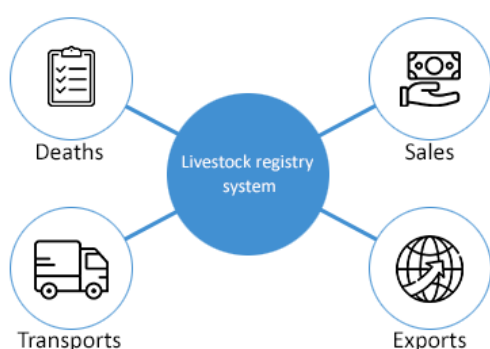 Deaths
Sales
Livestock registry
system
Transports
Exports